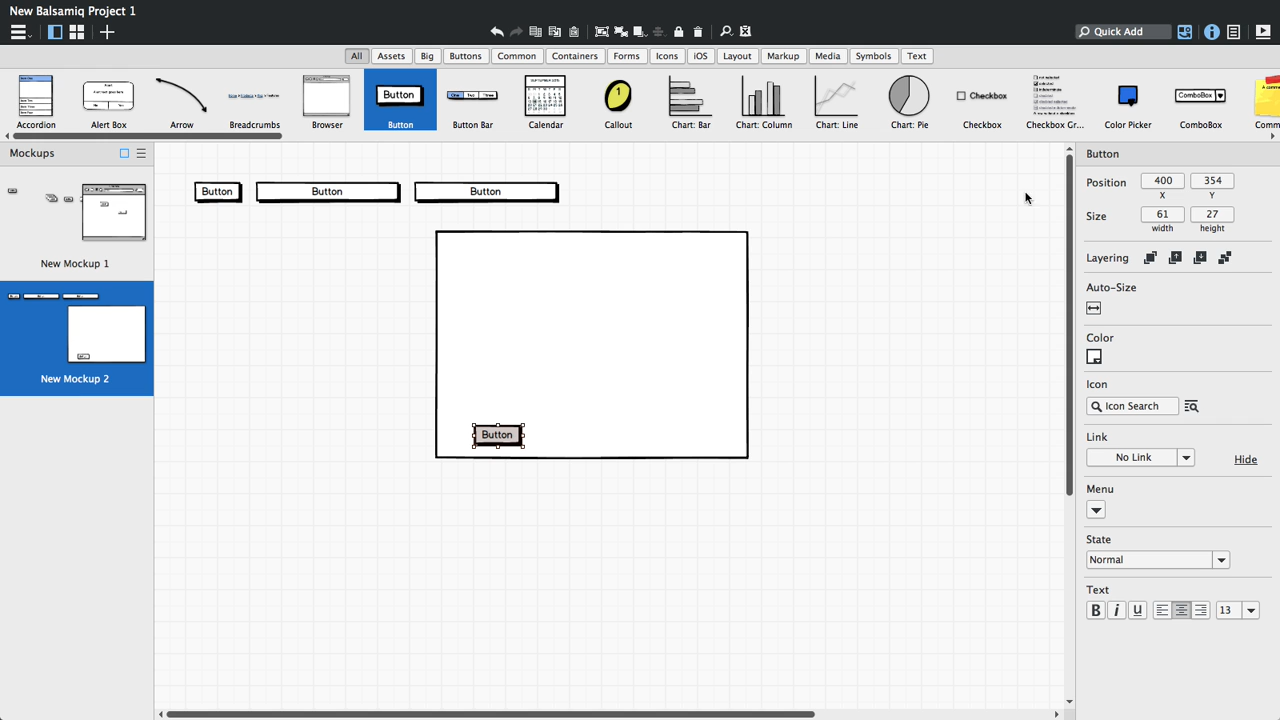 New Balsamiq Project 1
Quick Add
All Assets Big Buttons Common Containers Forms Icons iOS Layout Markup Media Symbols Text
Accordion Alert Box Arrow Breadcrumbs Browser Button Button Bar Calendar Callout Chart: Bar Chart: Column Chart: Line Chart: Pie Checkbox Checkbox Gr... Color Picker ComboBox
Button
One Two Three
1
Checkbox
ComboBox
Mockups
New Mockup 1
New Mockup 2
Button Button Button
Button
Button
Position 400 354
X Y
Size 61 27
width height
Layering
Auto-Size
Color
Icon
Icon Search
Link
No Link Hide
Menu
State
Normal
Text
B i U 13